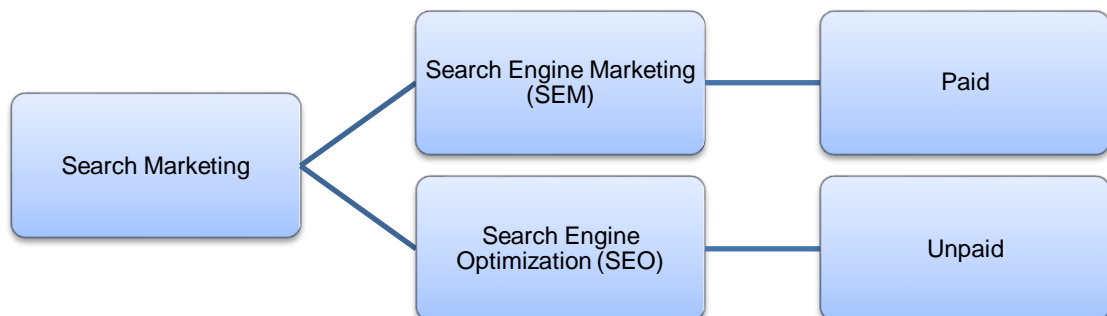 Search Marketing
Search Engine Marketing
(SEM)
Paid
Search Engine
Optimization (SEO)
Unpaid